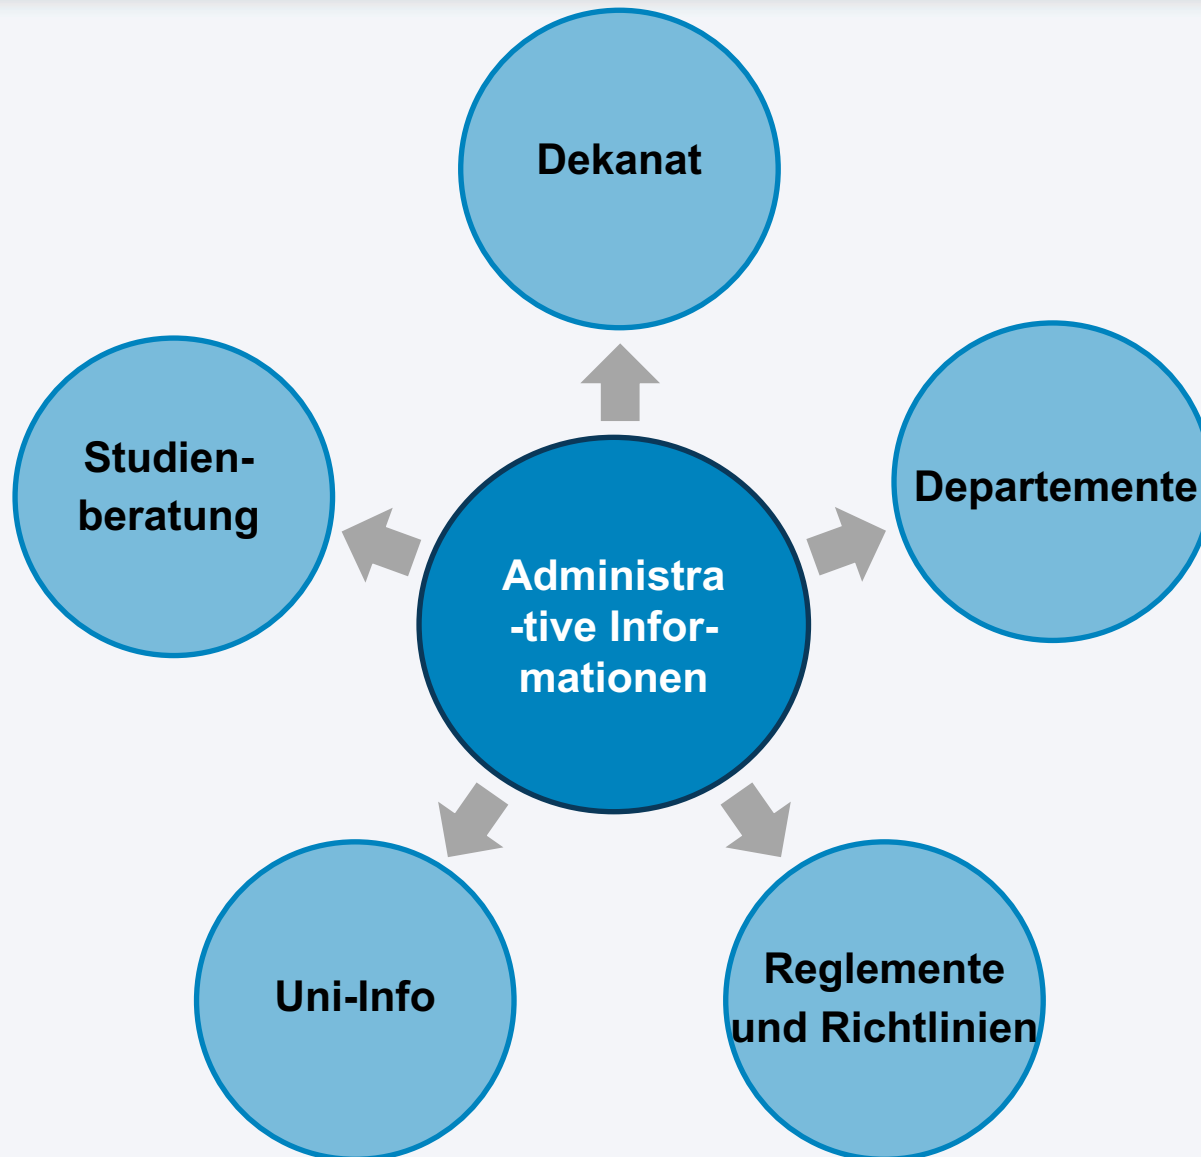 Dekanat
Studien-
beratung
Departemente
Administra
-tive Infor-
mationen
Uni-Info
Reglemente
und Richtlinien